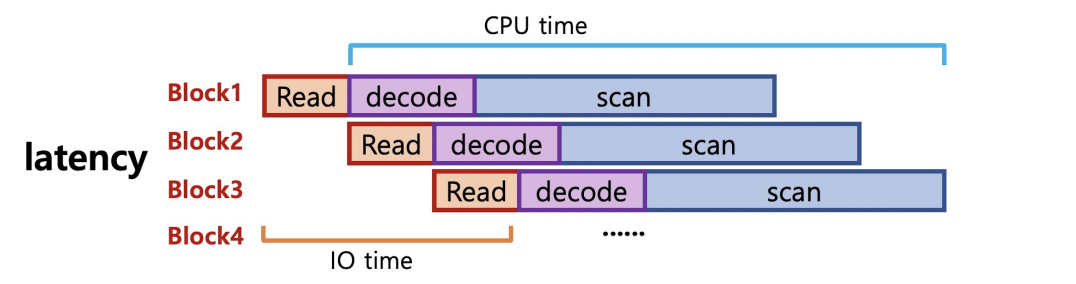 CPU time
Block1 Read decode scan
Block2 Read decode scan
latency
Block3 Read decode scan
Block4 ......
IO time